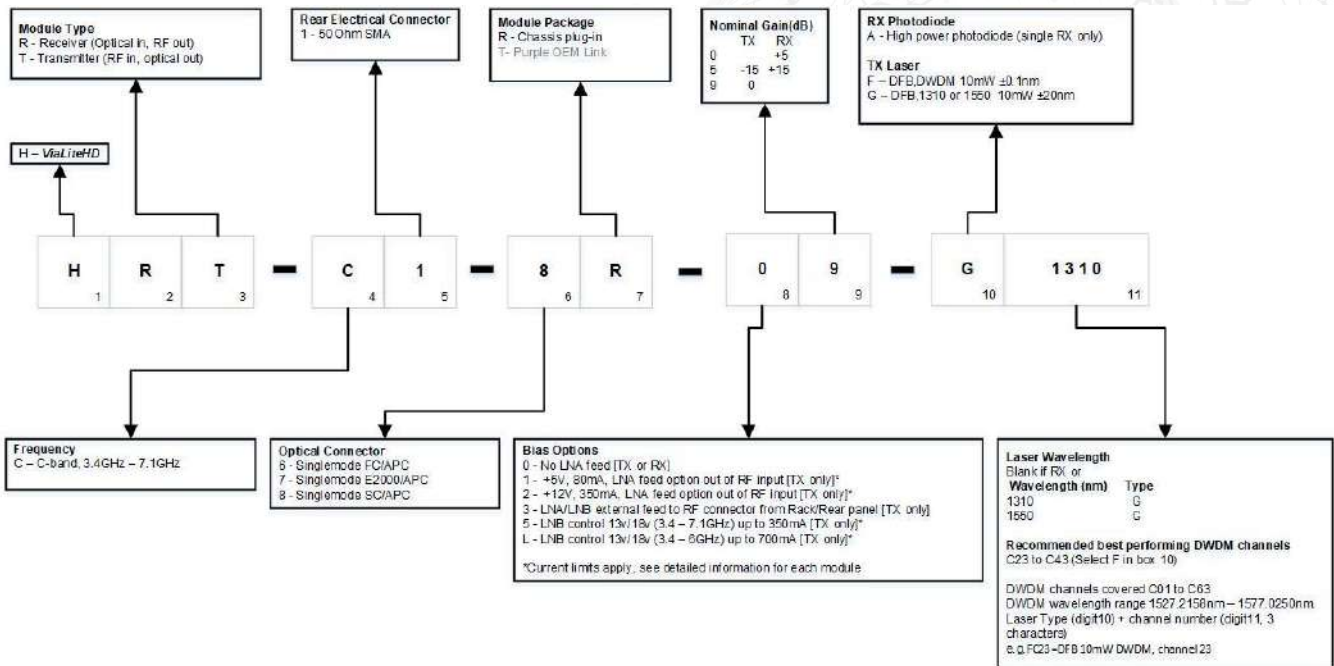 Module Type
R - Receiver (Optical in, RF out)
T - Transmitter (RF in, optical out)
Rear Electrical Connector
1 - 50 Ohm SMA
Module Package
R - Chassis plug-in
T- Purple OEM Link
Nominal Gain(dB)
TX RX
0 +5
5 -15 +15
9 0
RX Photodiode
A - High power photodiode (single RX only)
TX Laser
F – DFB,DWDM 10mW ±0.1nm
G – DFB,1310 or 1550 10mW ±20nm
H – ViaLiteHD
H R T - C 1 - 8 R - 0 9 - G 1310
1 2 3 4 5 6 7 8 9 10 11
Frequency
C – C-band, 3.4GHz – 7.1GHz
Optical Connector
6 - Singlemode FC/APC
7 - Singlemode E2000/APC
8 - Singlemode SC/APC
Bias Options
0 - No LNA feed [TX or RX]
1 - +5V, 80mA, LNA feed option out of RF input [TX only]*
2 - +12V, 350mA, LNA feed option out of RF input [TX only]*
3 - LNA/LNB external feed to RF connector from Rack/Rear panel [TX only]
5 - LNB control 13v/18v (3.4 – 7.1GHz) up to 350mA [TX only]*
L - LNB control 13v/18v (3.4 – 6GHz) up to 700mA [TX only]*
*Current limits apply, see detailed information for each module
Laser Wavelength
Blank if RX or
Wavelength (nm) Type
1310 G
1550 G
Recommended best performing DWDM channels
C23 to C43 (Select F in box 10)
DWDM channels covered C01 to C63
DWDM wavelength range 1527.2158nm – 1577.0250nm
Laser Type (digit10) + channel number (digit11, 3
characters)
e.g.FC23=DFB 10mW DWDM, channel 23